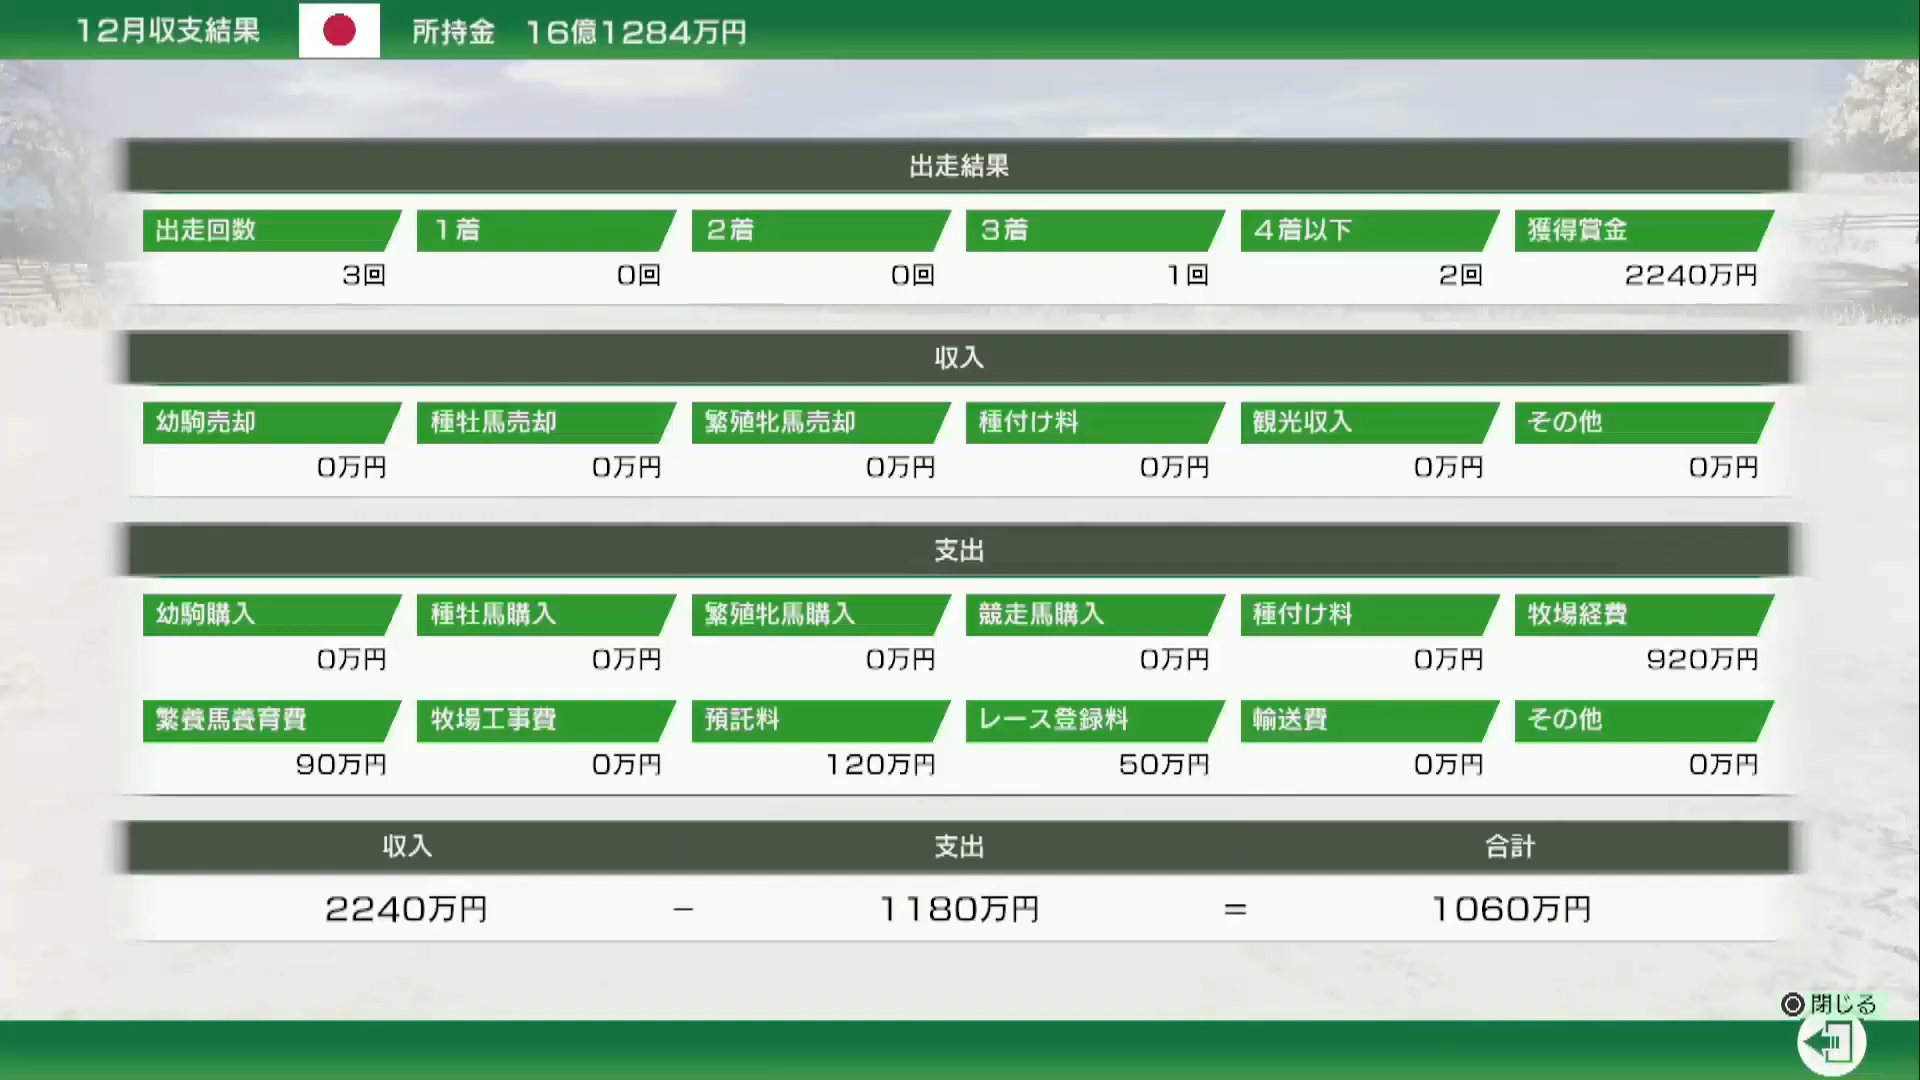 12月収支結果 所持金 16億1284万円
出走結果
出走回数 1着 2着 3着 4着以下 獲得賞金
3回 0回 0回 1回 2回 2240万円
収入
幼駒売却 種牡馬売却 繁殖牝馬売却 種付け料 観光収入 その他
0万円 0万円 0万円 0万円 0万円 0万円
支出
幼駒購入 種牡馬購入 繁殖牝馬購入 競走馬購入 種付け料 牧場経費
0万円 0万円 0万円 0万円 0万円 920万円
繋養馬養育費 牧場工事費 預託料 レース登録料 輸送費 その他
90万円 0万円 120万円 50万円 0万円 0万円
収入 支出 合計
2240万円 − 1180万円 = 1060万円
閉じる